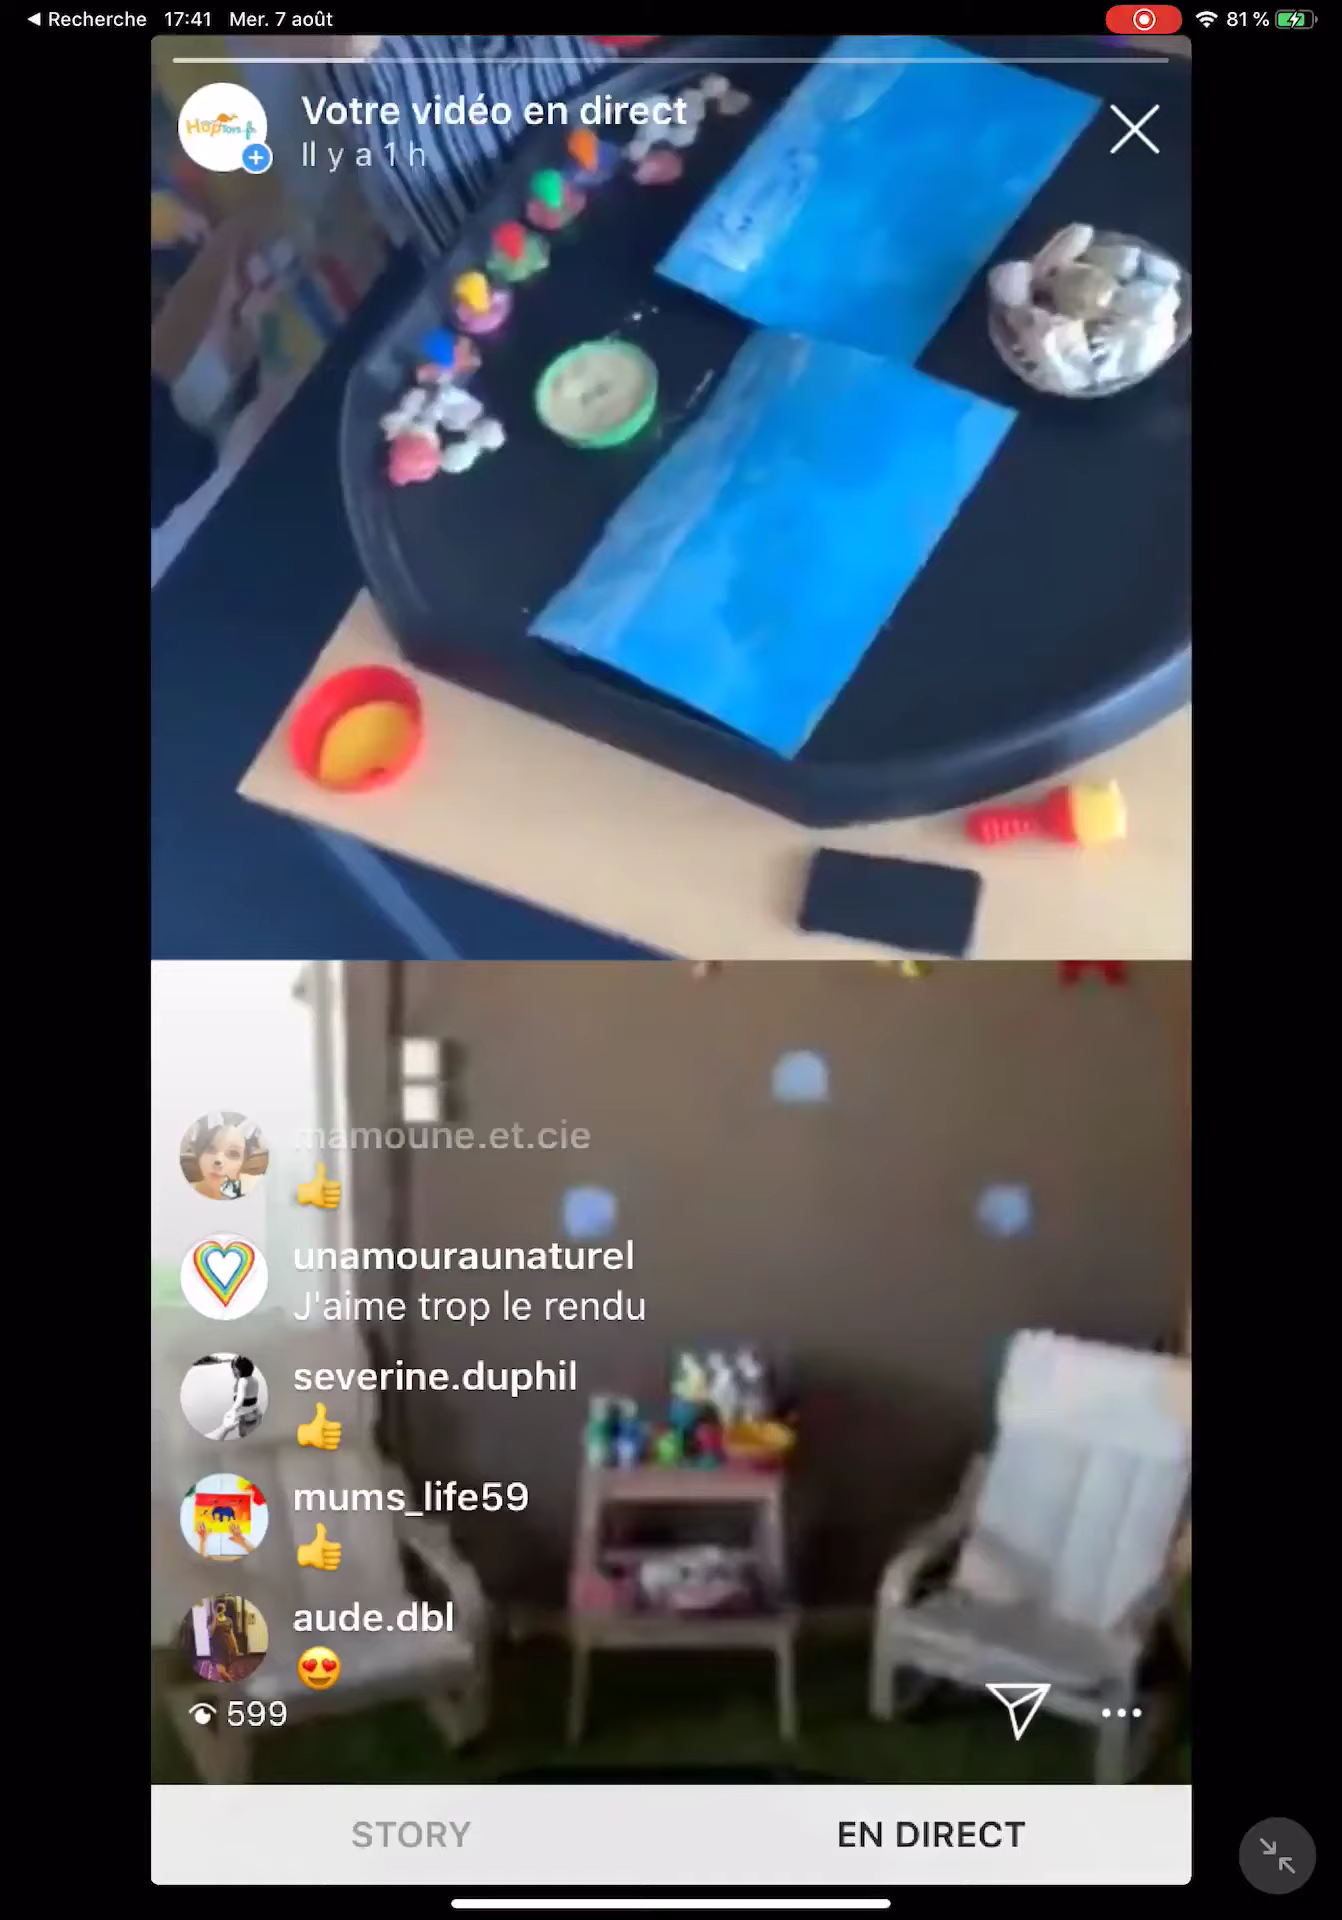 Recherche 17:41 Mer. 7 août 81 %
Votre vidéo en direct
Il y a 1 h
mamoune.et.cie
unamouraunaturel
J'aime trop le rendu
severine.duphil
mums_life59
aude.dbl
599
STORY EN DIRECT